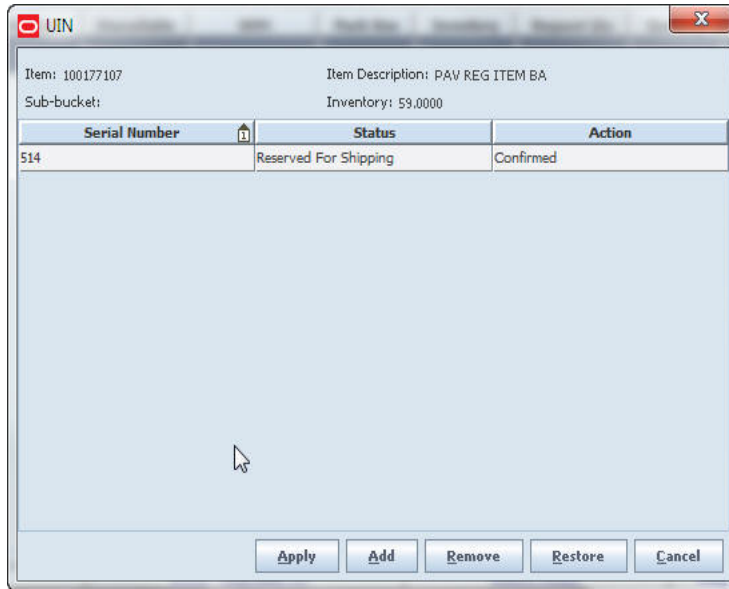 UIN
Item: 100177107 Item Description: PAV REG ITEM BA
Sub-bucket: Inventory: 59.0000
Serial Number 1 Status Action
514 Reserved For Shipping Confirmed
Apply Add Remove Restore Cancel